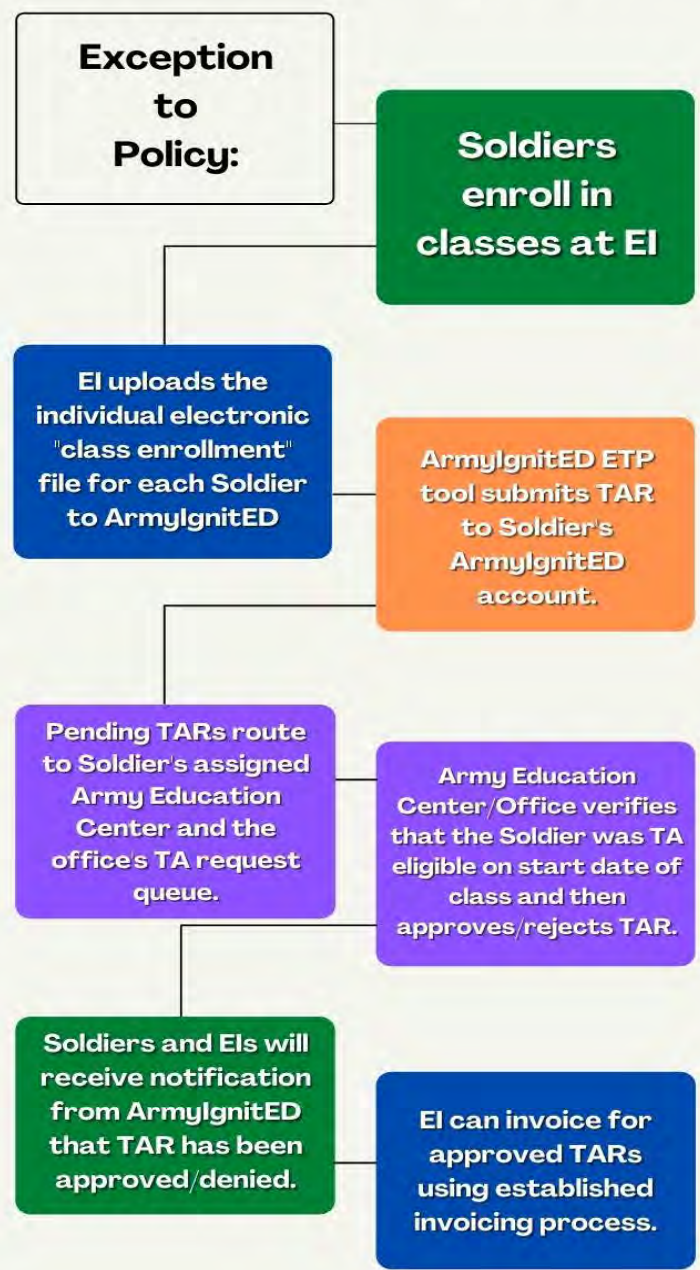 Exception
to
Policy:
Soldiers
enroll in
classes at EI
EI uploads the
individual electronic
"class enrollment"
file for each Soldier
to ArmyIgnitED
ArmyIgnitED ETP
tool submits TAR
to Soldier's
ArmyIgnitED
account.
Pending TARs route
to Soldier's assigned
Army Education
Center and the
office's TA request
queue.
Army Education
Center/Office verifies
that the Soldier was TA
eligible on start date of
class and then
approves/rejects TAR.
Soldiers and EIs will
receive notification
from ArmyIgnitED
that TAR has been
approved/denied.
EI can invoice for
approved TARs
using established
invoicing process.